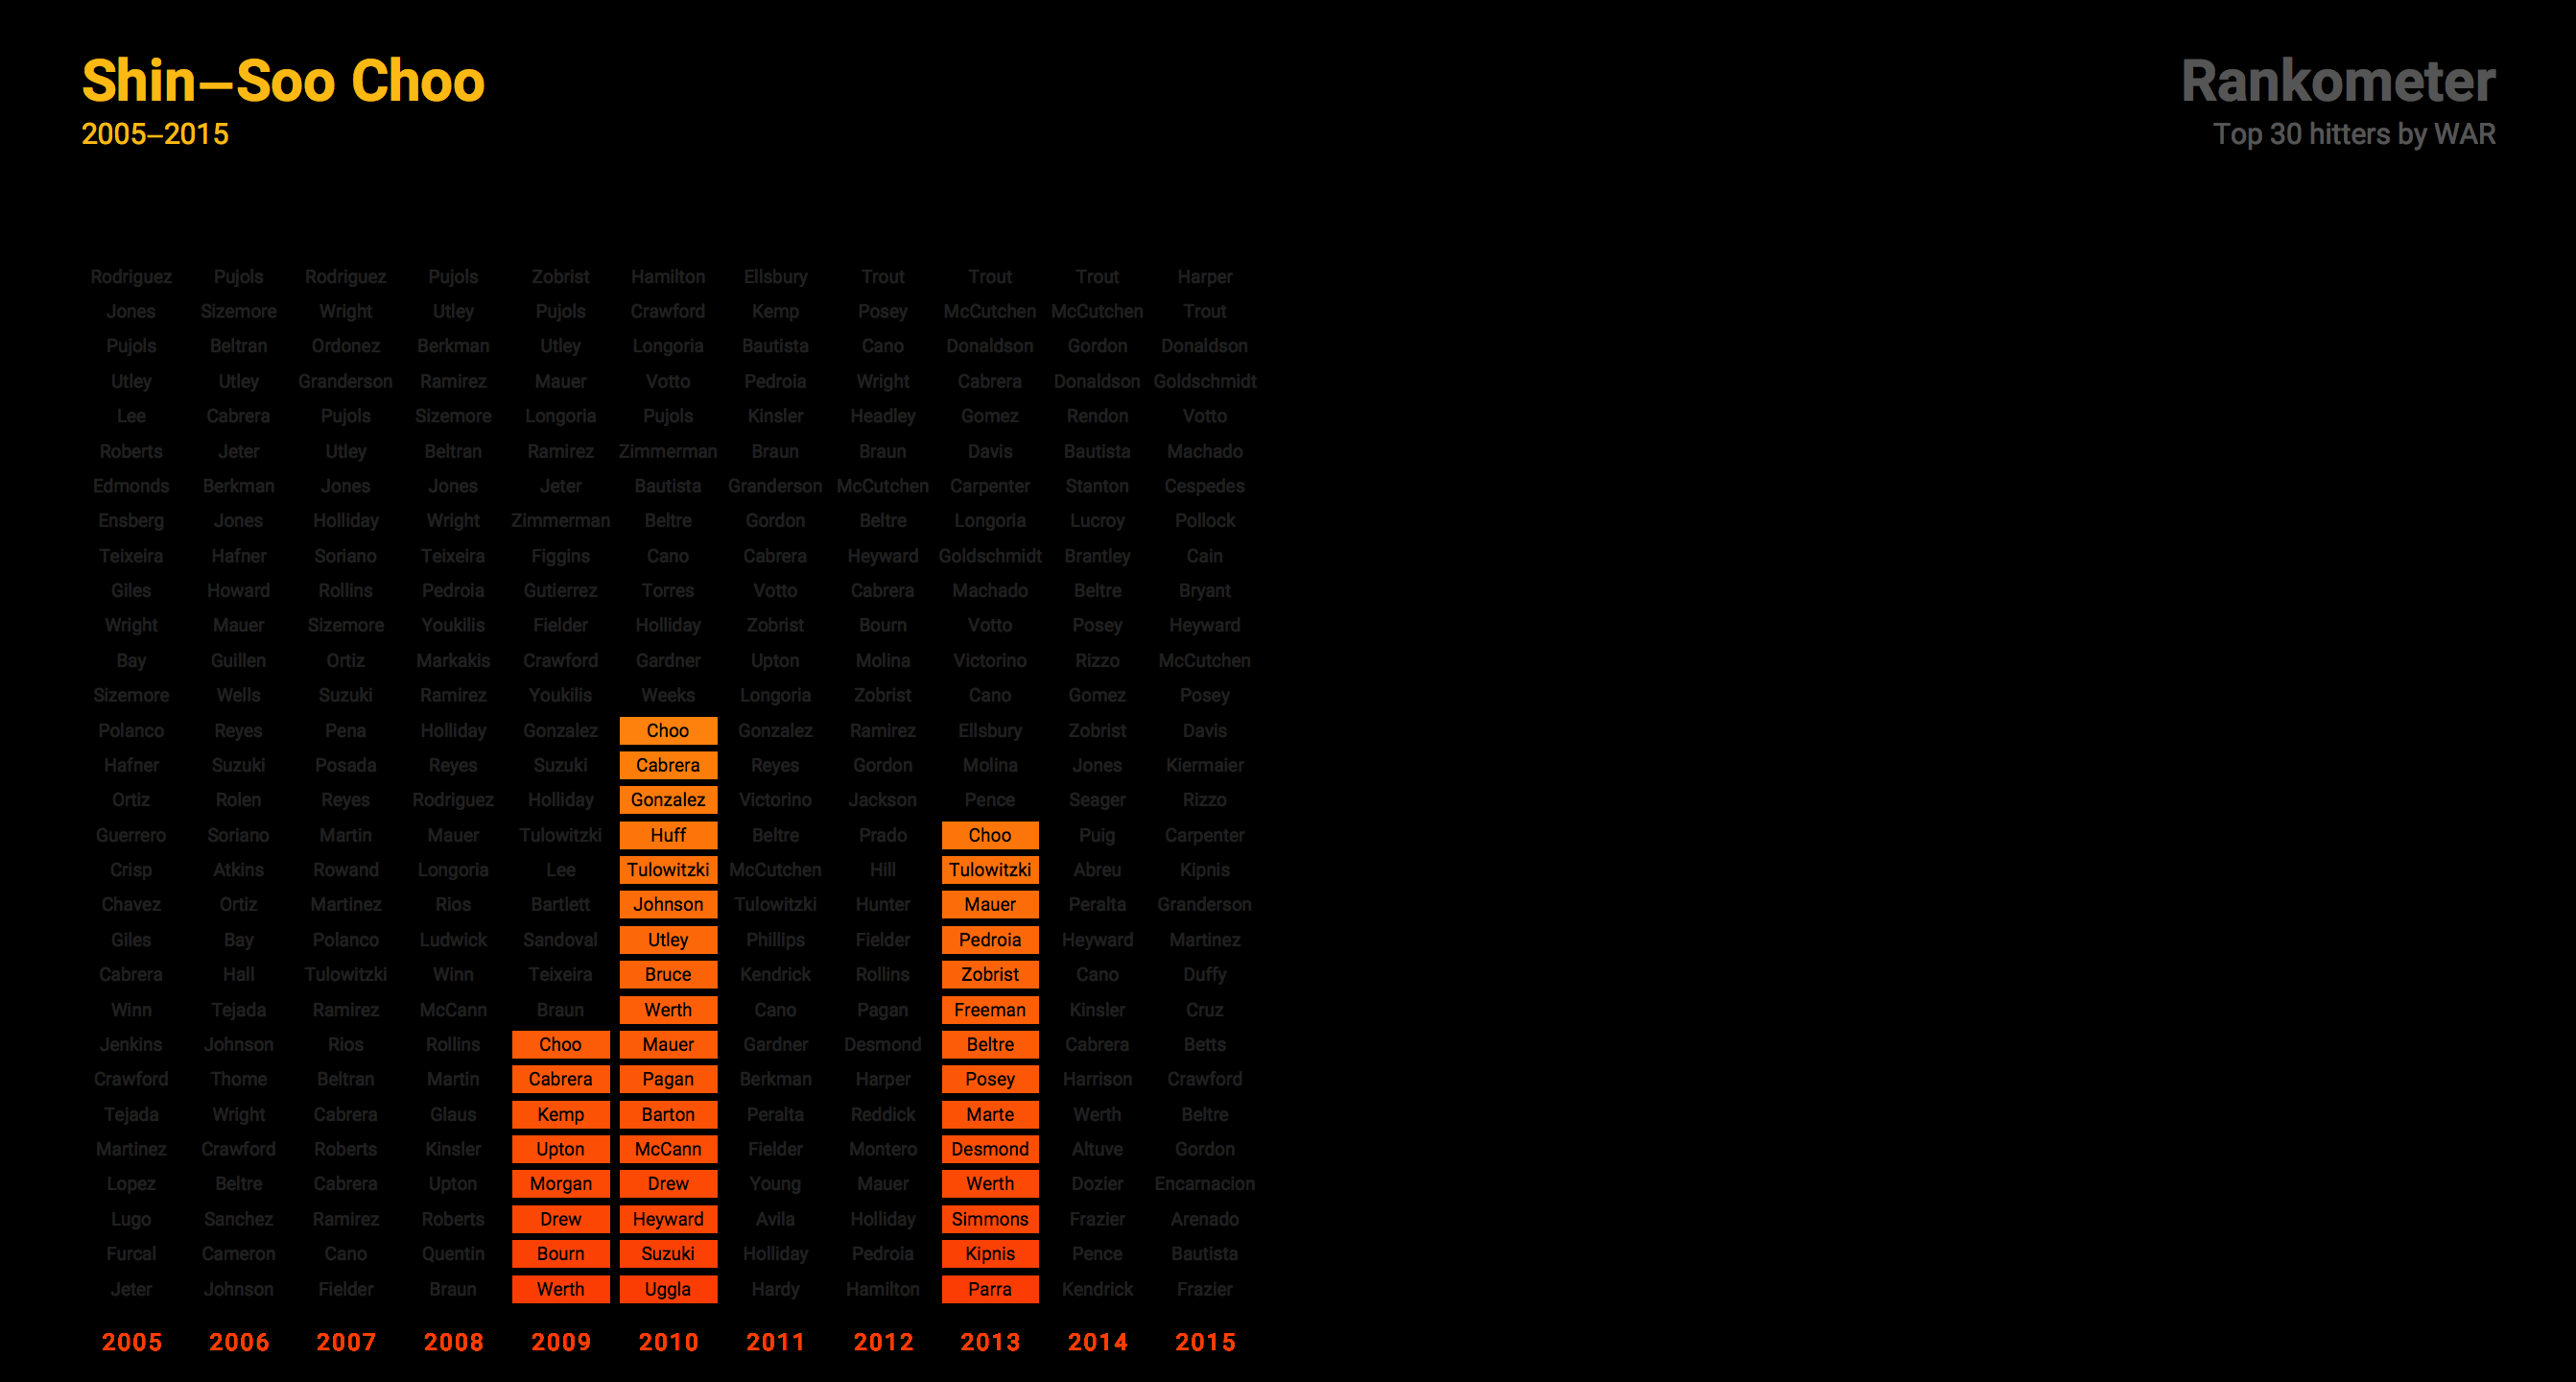 Shin–Soo Choo
2005–2015
Rankometer
Top 30 hitters by WAR
Rodriguez Pujols Rodriguez Pujols Zobrist Hamilton Ellsbury Trout Trout Trout Harper
Jones Sizemore Wright Utley Pujols Crawford Kemp Posey McCutchen McCutchen Trout
Pujols Beltran Ordonez Berkman Utley Longoria Bautista Cano Donaldson Gordon Donaldson
Utley Utley Granderson Ramirez Mauer Votto Pedroia Wright Cabrera Donaldson Goldschmidt
Lee Cabrera Pujols Sizemore Longoria Pujols Kinsler Headley Gomez Rendon Votto
Roberts Jeter Utley Beltran Ramirez Zimmerman Braun Braun Davis Bautista Machado
Edmonds Berkman Jones Jones Jeter Bautista Granderson McCutchen Carpenter Stanton Cespedes
Ensberg Jones Holliday Wright Zimmerman Beltre Gordon Beltre Longoria Lucroy Pollock
Teixeira Hafner Soriano Teixeira Figgins Cano Cabrera Heyward Goldschmidt Brantley Cain
Giles Howard Rollins Pedroia Gutierrez Torres Votto Cabrera Machado Beltre Bryant
Wright Mauer Sizemore Youkilis Fielder Holliday Zobrist Bourn Votto Posey Heyward
Bay Guillen Ortiz Markakis Crawford Gardner Upton Molina Victorino Rizzo McCutchen
Sizemore Wells Suzuki Ramirez Youkilis Weeks Longoria Zobrist Cano Gomez Posey
Polanco Reyes Pena Holliday Gonzalez Choo Gonzalez Ramirez Ellsbury Zobrist Davis
Hafner Suzuki Posada Reyes Suzuki Cabrera Reyes Gordon Molina Jones Kiermaier
Ortiz Rolen Reyes Rodriguez Holliday Gonzalez Victorino Jackson Pence Seager Rizzo
Guerrero Soriano Martin Mauer Tulowitzki Huff Beltre Prado Choo Puig Carpenter
Crisp Atkins Rowand Longoria Lee Tulowitzki McCutchen Hill Tulowitzki Abreu Kipnis
Chavez Ortiz Martinez Rios Bartlett Johnson Tulowitzki Hunter Mauer Peralta Granderson
Giles Bay Polanco Ludwick Sandoval Utley Phillips Fielder Pedroia Heyward Martinez
Cabrera Hall Tulowitzki Winn Teixeira Bruce Kendrick Rollins Zobrist Cano Duffy
Winn Tejada Ramirez McCann Braun Werth Cano Pagan Freeman Kinsler Cruz
Jenkins Johnson Rios Rollins Choo Mauer Gardner Desmond Beltre Cabrera Betts
Crawford Thome Beltran Martin Cabrera Pagan Berkman Harper Posey Harrison Crawford
Tejada Wright Cabrera Glaus Kemp Barton Peralta Reddick Marte Werth Beltre
Martinez Crawford Roberts Kinsler Upton McCann Fielder Montero Desmond Altuve Gordon
Lopez Beltre Cabrera Upton Morgan Drew Young Mauer Werth Dozier Encarnacion
Lugo Sanchez Ramirez Roberts Drew Heyward Avila Holliday Simmons Frazier Arenado
Furcal Cameron Cano Quentin Bourn Suzuki Holliday Pedroia Kipnis Pence Bautista
Jeter Johnson Fielder Braun Werth Uggla Hardy Hamilton Parra Kendrick Frazier
2005 2006 2007 2008 2009 2010 2011 2012 2013 2014 2015